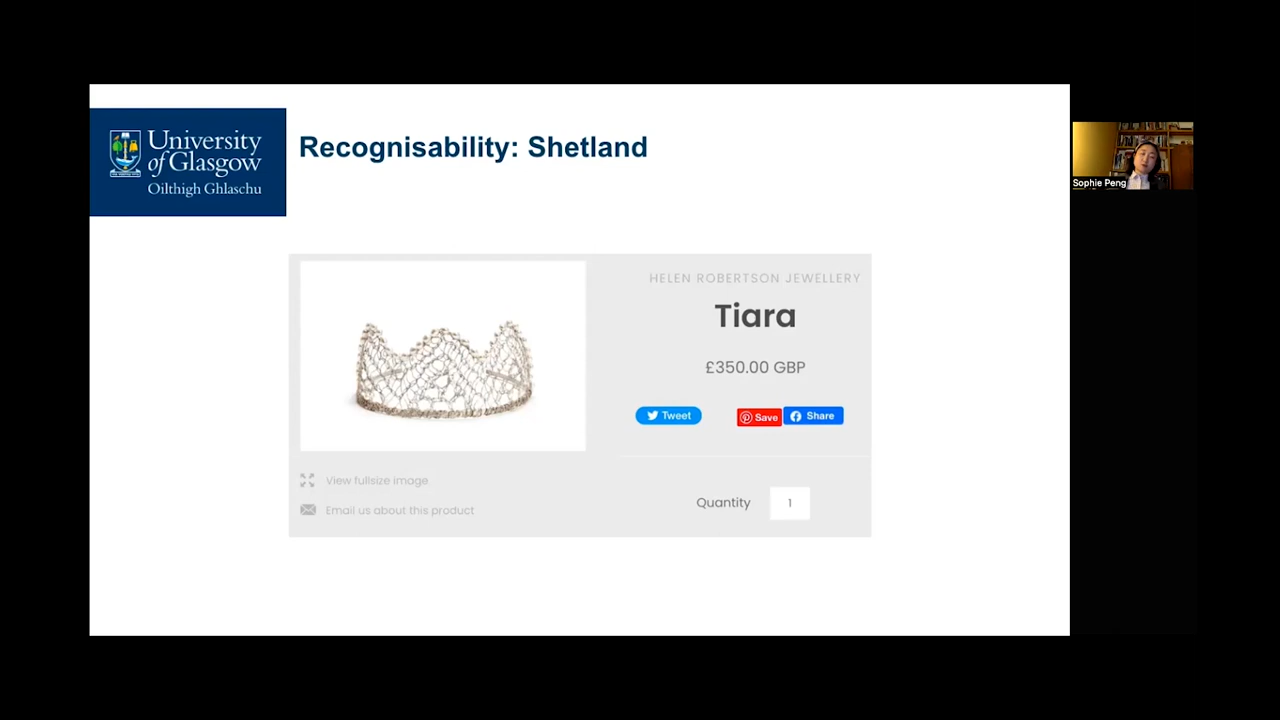 University
of Glasgow
Oilthigh Ghlaschu
Recognisability: Shetland
Sophie Peng
HELEN ROBERTSON JEWELLERY
Tiara
£350.00 GBP
Tweet
Save
Share
View fullsize image
Email us about this product
Quantity
1